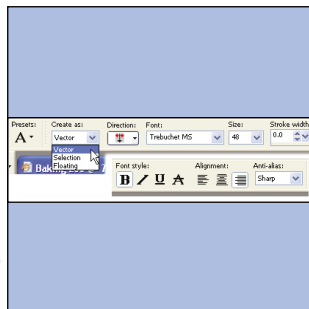 Presets: Create as: Direction: Font: Size: Stroke width
A Vector Trebuchet MS 48 0.0
Vector
Selection
Floating
Font style: Alignment: Anti-alias:
B I U A Sharp